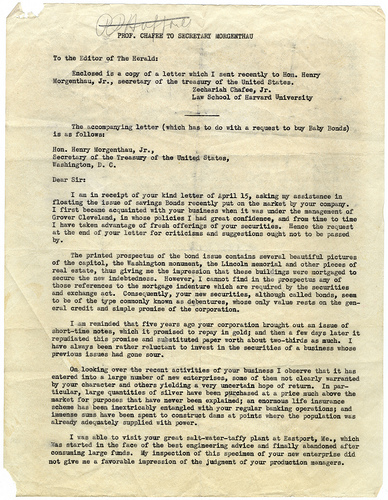 PROF. CHAFEE TO SECRETARY MORGENTHAU
To the Editor of The Herald:
Enclosed is a copy of a letter which I sent recently to Hon. Henry
Morgenthau, Jr., secretary of the treasury of the United States.
Zechariah Chafee, Jr.
Law School of Harvard University
The accompanying letter (which has to do with a request to buy Baby Bonds)
is as follows:
Hon. Henry Morgenthau, Jr.,
Secretary of the Treasury of the United States,
Washington, D. C.
Dear Sir:
I am in receipt of your kind letter of April 15, asking my assistance in
floating the issue of savings Bonds recently put on the market by your company.
I first became acquainted with your business when it was under the management of
Grover Cleveland, in whose policies I had great confidence, and from time to time
I have taken advantage of fresh offerings of your securities. Hence the request
at the end of your letter for criticisms and suggestions ought not to be passed
by.
The printed prospectus of the bond issue contains several beautiful pictures
of the capitol, the Washington monument, the Lincoln memorial and other pieces of
real estate, thus giving me the impression that these buildings were mortgaged to
secure the new indebtedness. However, I cannot find in the prospectus any of
those references to the mortgage indenture which are required by the securities
and exchange act. Consequently, your new securities, although called bonds, seem
to be of the type commonly known as debentures, whose only value rests on the gen-
eral credit and simple promise of the corporation.
I am reminded that five years ago your corporation brought out an issue of
short-time notes, which it promised to repay in gold; and then a few days later it
repudiated this promise and substituted paper worth about two-thirds as much. I
have always been rather reluctant to invest in the securities of a business whose
previous issues had gone sour.
On looking over the recent activities of your business I observe that it has
entered into a large number of new enterprises, some of them not clearly warranted
by your character and others yielding a very uncertain hope of return. In par-
ticular, large quantities of silver have been purchased at a price much above the
market for purposes that have never been explained; an enormous life insurance
scheme has been inextricably entangled with your regular banking operations; and
immense sums have been spent to construct dams at points where the population was
already adequately supplied with power.
I was able to visit your great salt-water-taffy plant at Eastport, Me., which
was started in the face of the best engineering advice and finally abandoned after
consuming large funds. My inspection of this specimen of your new enterprise did
not give me a favorable impression of the judgment of your production managers.